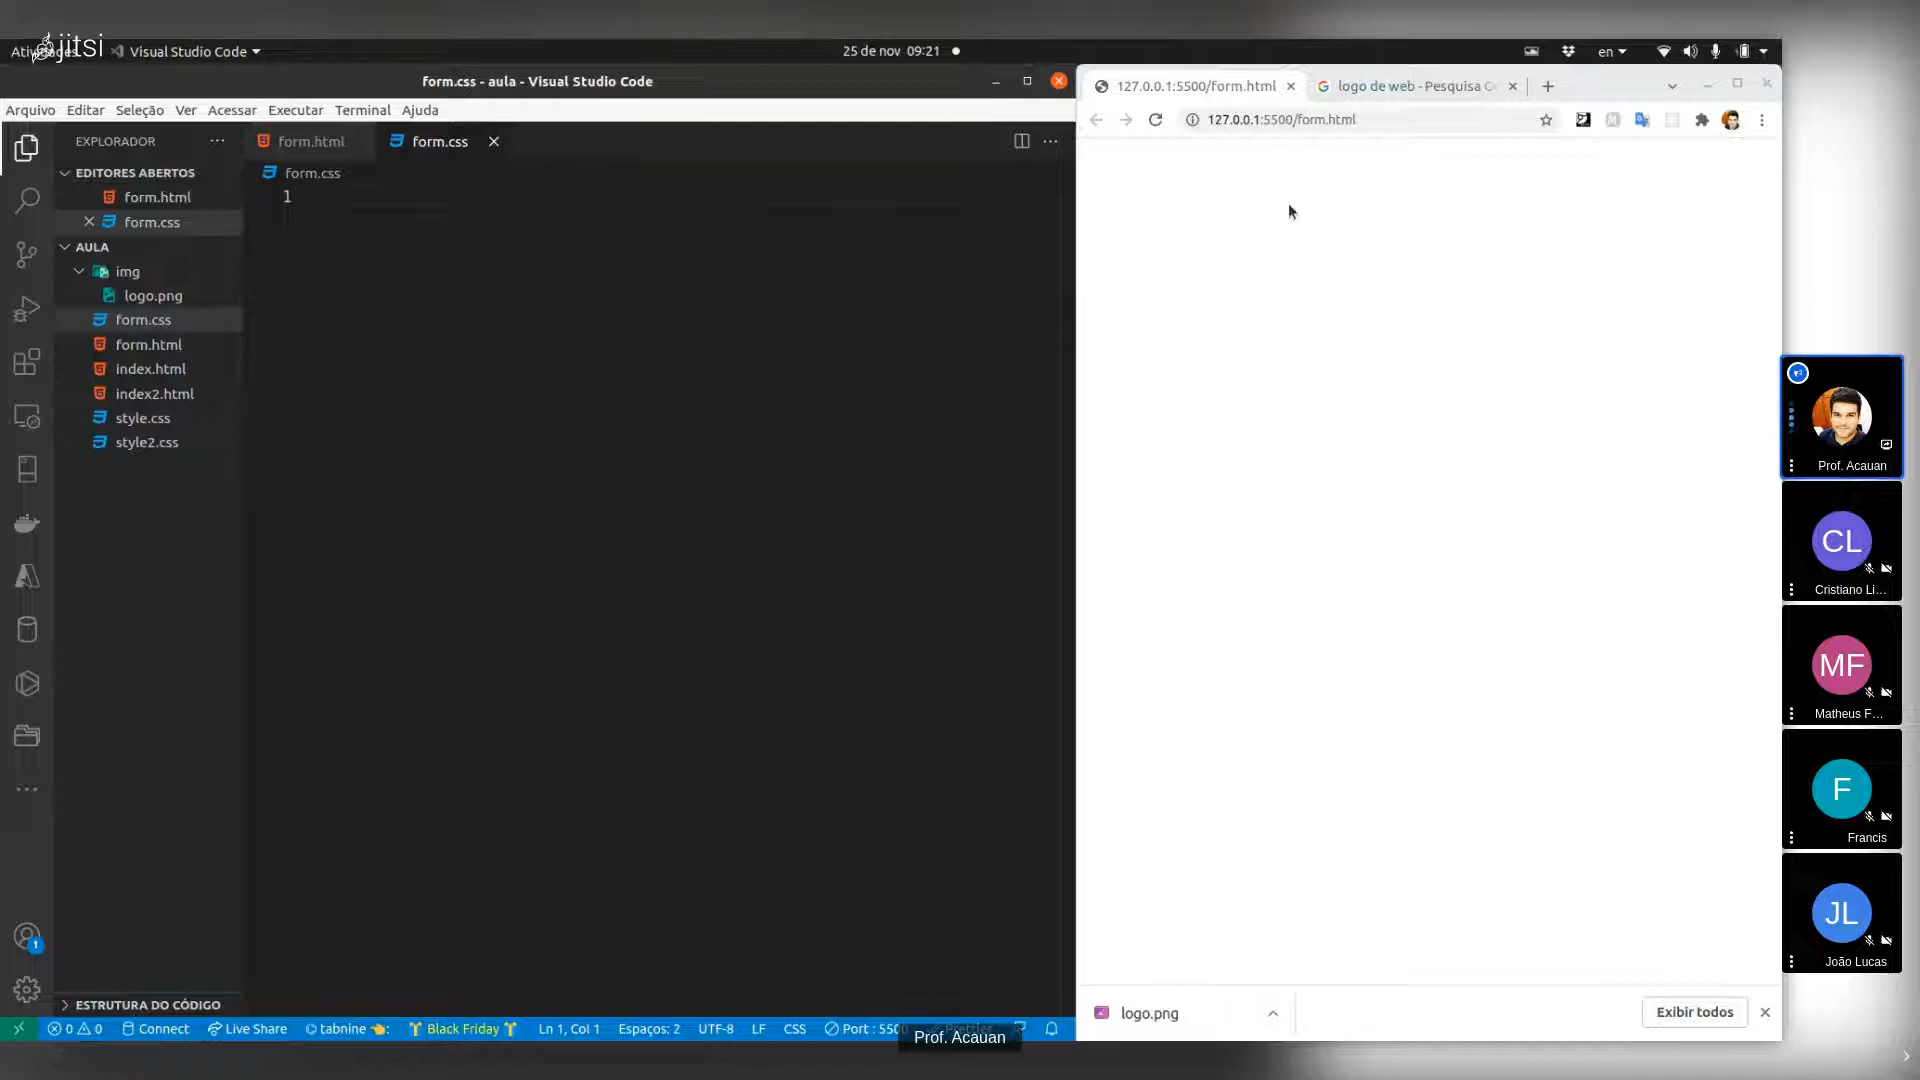 jitsi
Visual Studio Code
25 de nov 09:21
en
form.css - aula - Visual Studio Code
Arquivo Editar Seleção Ver Acessar Executar Terminal Ajuda
EXPLORADOR
form.html
form.css
EDITORES ABERTOS
form.html
form.css
AULA
img
logo.png
form.css
form.html
index.html
index2.html
style.css
style2.css
form.css
1
1
ESTRUTURA DO CÓDIGO
0 0
Connect
Live Share
tabnine
Black Friday
Ln 1, Col 1
Espaços: 2
UTF-8
LF
CSS
Port : 5500
Prof. Acauan
127.0.0.1:5500/form.html
logo de web - Pesquisa
127.0.0.1:5500/form.html
logo.png
Exibir todos
Prof. Acauan
CL
Cristiano Li...
MF
Matheus F...
F
Francis
JL
João Lucas